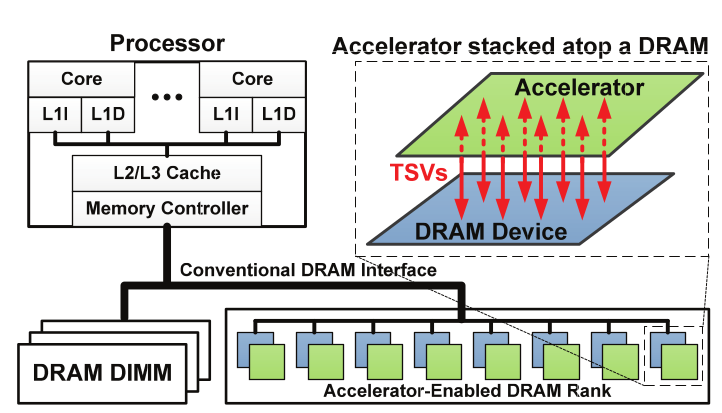 Processor
Core
Core
L1I
L1D
L1I
L1D
L2/L3 Cache
Memory Controller
Accelerator stacked atop a DRAM
Accelerator
TSVs
DRAM Device
Conventional DRAM Interface
DRAM DIMM
Accelerator-Enabled DRAM Rank